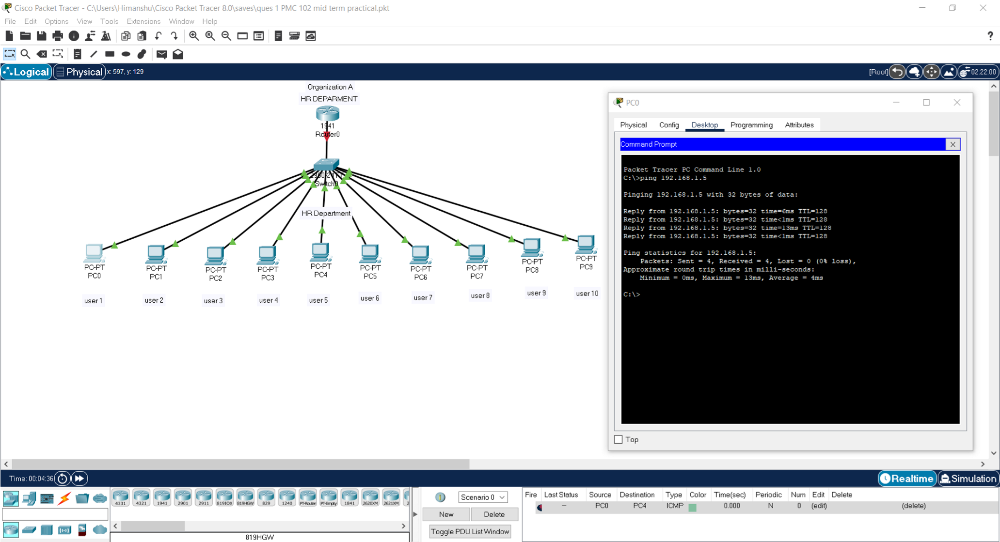 Cisco Packet Tracer - C:\Users\Himanshu\Cisco Packet Tracer 8.0\saves\ques 1 PMC 102 mid term practical.pkt
File Edit Options View Tools Extensions Window Help
?
Logical Physical x: 597, y: 129 [Root] 02:22:00
Organization A
HR DEPARMENT
1941
Router0
Switch0
HR Department
PC-PT
PC0
PC-PT
PC1
PC-PT
PC2
PC-PT
PC3
PC-PT
PC4
PC-PT
PC5
PC-PT
PC6
PC-PT
PC7
PC-PT
PC8
PC-PT
PC9
user 1
user 2
user 3
user 4
user 5
user 6
user 7
user 8
user 9
user 10
PC0
Physical Config Desktop Programming Attributes
Command Prompt X
Packet Tracer PC Command Line 1.0
C:\>ping 192.168.1.5
Pinging 192.168.1.5 with 32 bytes of data:
Reply from 192.168.1.5: bytes=32 time=6ms TTL=128
Reply from 192.168.1.5: bytes=32 time<1ms TTL=128
Reply from 192.168.1.5: bytes=32 time=13ms TTL=128
Reply from 192.168.1.5: bytes=32 time<1ms TTL=128
Ping statistics for 192.168.1.5:
Packets: Sent = 4, Received = 4, Lost = 0 (0% loss),
Approximate round trip times in milli-seconds:
Minimum = 0ms, Maximum = 13ms, Average = 4ms
C:\>
Top
Time: 00:04:36 Realtime Simulation
4331 4321 1941 2901 2911 819IOX 819HGW 829 1240 PT-Router PT-Empty 1841 2620XM 2621XM 2
819HGW
Scenario 0
New Delete
Toggle PDU List Window
Fire Last Status Source Destination Type Color Time(sec) Periodic Num Edit Delete
-- PC0 PC4 ICMP 0.000 N 0 (edit) (delete)